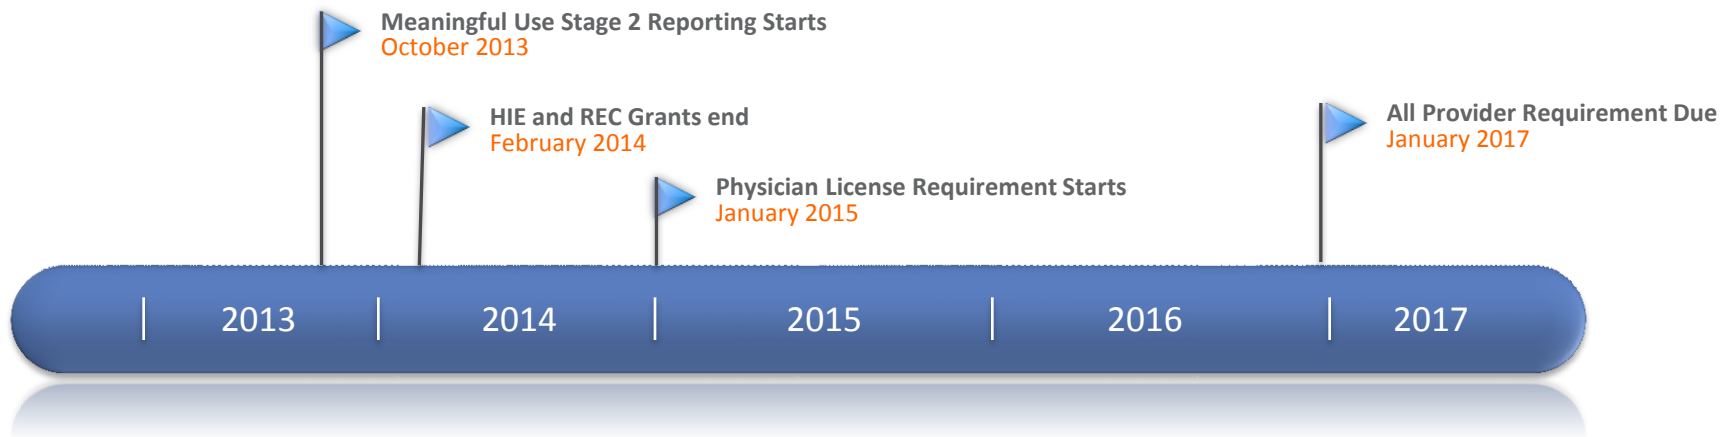 Meaningful Use Stage 2 Reporting Starts
October 2013
HIE and REC Grants end
February 2014
All Provider Requirement Due
January 2017
Physician License Requirement Starts
January 2015
2013
2014
2015
2016
2017